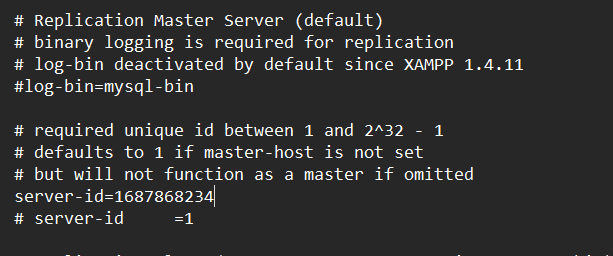 # Replication Master Server (default)
# binary logging is required for replication
# log-bin deactivated by default since XAMPP 1.4.11
#log-bin=mysql-bin
# required unique id between 1 and 2^32 - 1
# defaults to 1 if master-host is not set
# but will not function as a master if omitted
server-id=1687868234
# server-id     =1